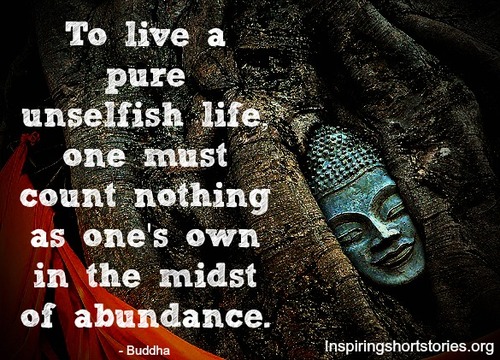 To live a
pure
unselfish life,
one must
count nothing
as one's own
in the midst
of abundance.
- Buddha
Inspiringshortstories.org